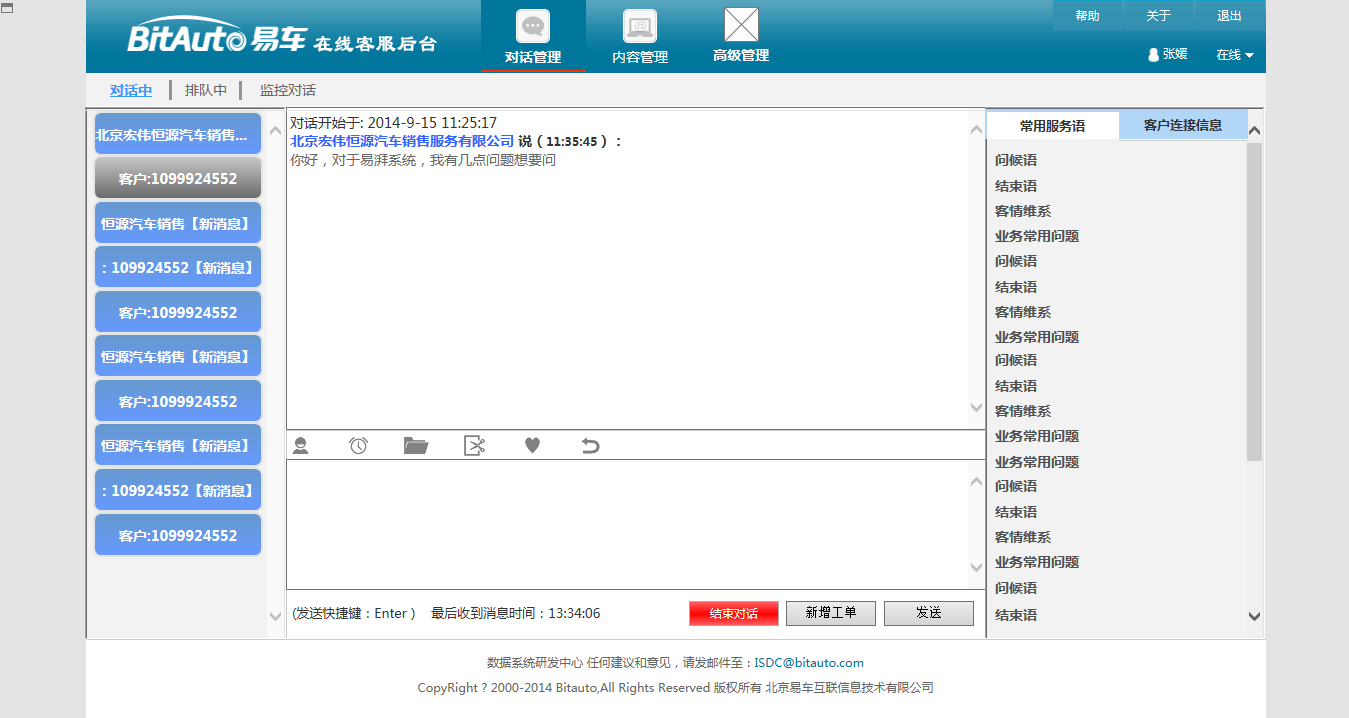 BitAuto 易车 在线客服后台
对话管理
内容管理
高级管理
帮助
关于
退出
张媛
在线
对话中
排队中
监控对话
北京宏伟恒源汽车销售...
客户:1099924552
恒源汽车销售【新消息】
：109924552【新消息】
客户:1099924552
恒源汽车销售【新消息】
客户:1099924552
恒源汽车销售【新消息】
：109924552【新消息】
客户:1099924552
对话开始于: 2014-9-15 11:25:17
北京宏伟恒源汽车销售服务有限公司 说（11:35:45）：
你好，对于易湃系统，我有几点问题想要问
(发送快捷键：Enter ） 最后收到消息时间：13:34:06
结束对话
新增工单
发送
常用服务语
客户连接信息
问候语
结束语
客情维系
业务常用问题
问候语
结束语
客情维系
业务常用问题
问候语
结束语
客情维系
业务常用问题
业务常用问题
问候语
结束语
客情维系
业务常用问题
问候语
结束语
数据系统研发中心 任何建议和意见，请发邮件至：ISDC@bitauto.com
CopyRight ? 2000-2014 Bitauto,All Rights Reserved 版权所有 北京易车互联信息技术有限公司